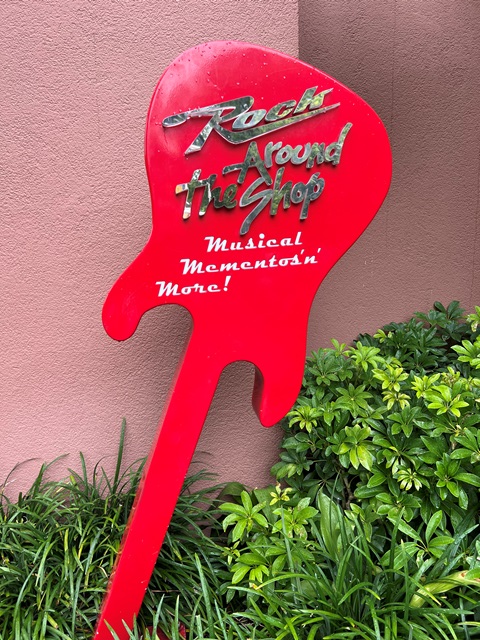 Rock
Around
the Shop
Musical
Mementos'n'
More!